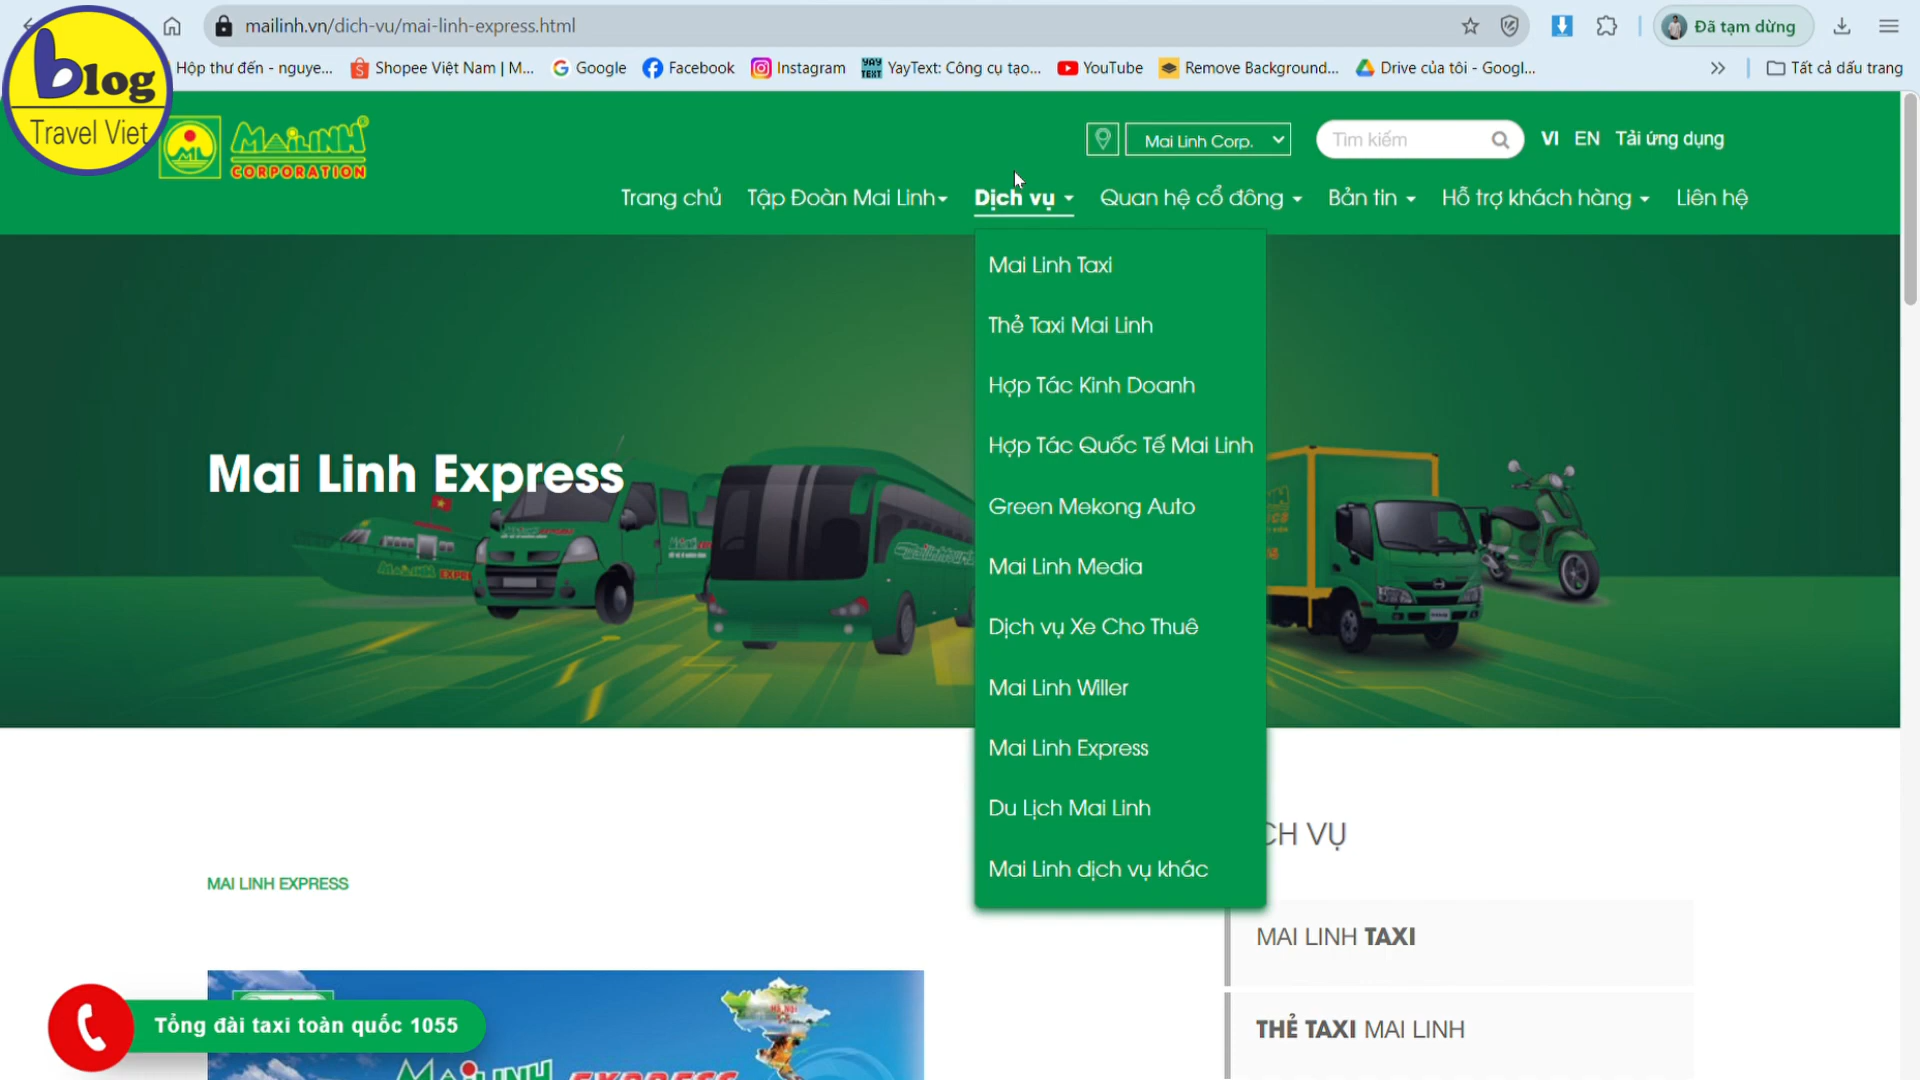 mailinh.vn/dich-vu/mai-linh-express.html
Đã tạm dừng
blog
Travel Viet
Hộp thư đến - nguye...
Shopee Việt Nam | M...
Google
Facebook
Instagram
YAY TEXT
YayText: Công cụ tạo...
YouTube
Remove Background...
Drive của tôi - Googl...
Tất cả dấu trang
ML
MAILINH®
CORPORATION
Mai Linh Corp.
Tìm kiếm
VI
EN
Tải ứng dụng
Trang chủ
Tập Đoàn Mai Linh
Dịch vụ
Quan hệ cổ đông
Bản tin
Hỗ trợ khách hàng
Liên hệ
Mai Linh Taxi
Thẻ Taxi Mai Linh
Hợp Tác Kinh Doanh
Hợp Tác Quốc Tế Mai Linh
Green Mekong Auto
Mai Linh Media
Dịch vụ Xe Cho Thuê
Mai Linh Willer
Mai Linh Express
Du Lịch Mai Linh
Mai Linh dịch vụ khác
Mai Linh Express
CH VỤ
MAI LINH EXPRESS
MAI LINH TAXI
THẺ TAXI MAI LINH
Hà Nội
MAILINH EXPRESS
Tổng đài taxi toàn quốc 1055